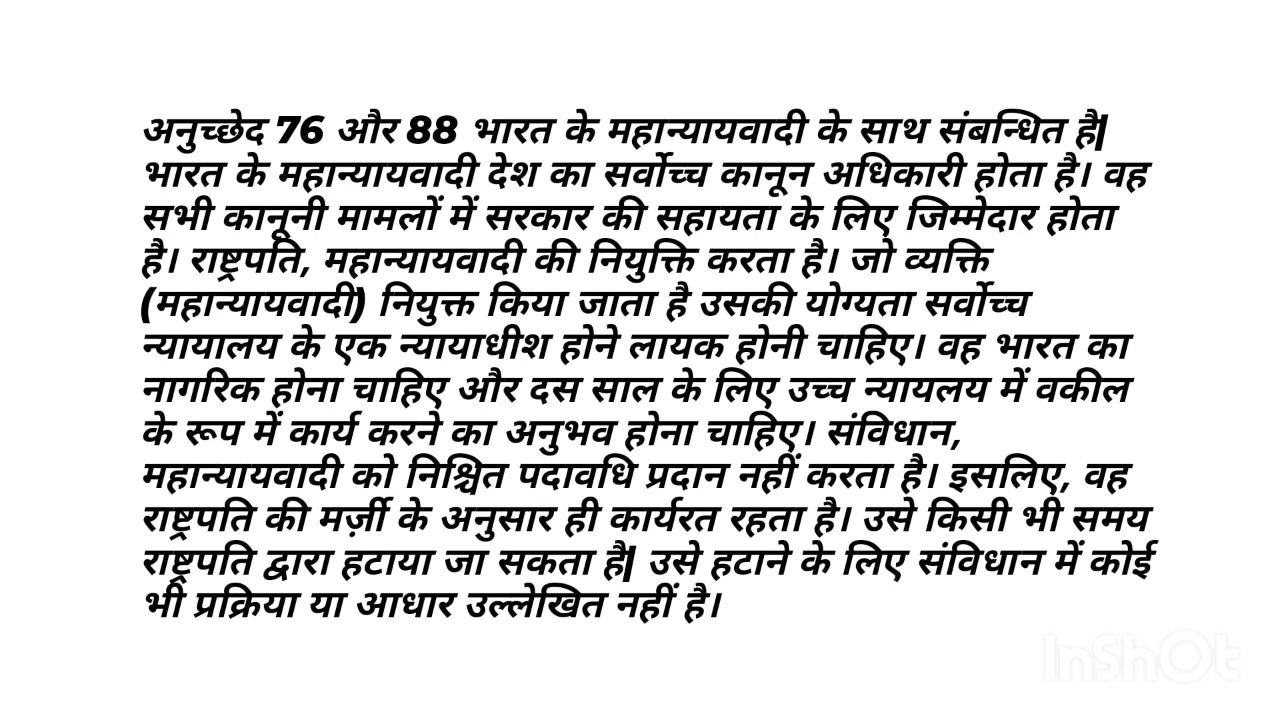 अनुच्छेद 76 और 88 भारत के महान्यायवादी के साथ संबन्धित है|
भारत के महान्यायवादी देश का सर्वोच्च कानून अधिकारी होता है। वह
सभी कानूनी मामलों में सरकार की सहायता के लिए जिम्मेदार होता
है। राष्ट्रपति, महान्यायवादी की नियुक्ति करता है। जो व्यक्ति
(महान्यायवादी) नियुक्त किया जाता है उसकी योग्यता सर्वोच्च
न्यायालय के एक न्यायाधीश होने लायक होनी चाहिए। वह भारत का
नागरिक होना चाहिए और दस साल के लिए उच्च न्यायलय में वकील
के रूप में कार्य करने का अनुभव होना चाहिए। संविधान,
महान्यायवादी को निश्चित पदावधि प्रदान नहीं करता है। इसलिए, वह
राष्ट्रपति की मर्ज़ी के अनुसार ही कार्यरत रहता है। उसे किसी भी समय
राष्ट्रपति द्वारा हटाया जा सकता है| उसे हटाने के लिए संविधान में कोई
भी प्रक्रिया या आधार उल्लेखित नहीं है।
InShOt